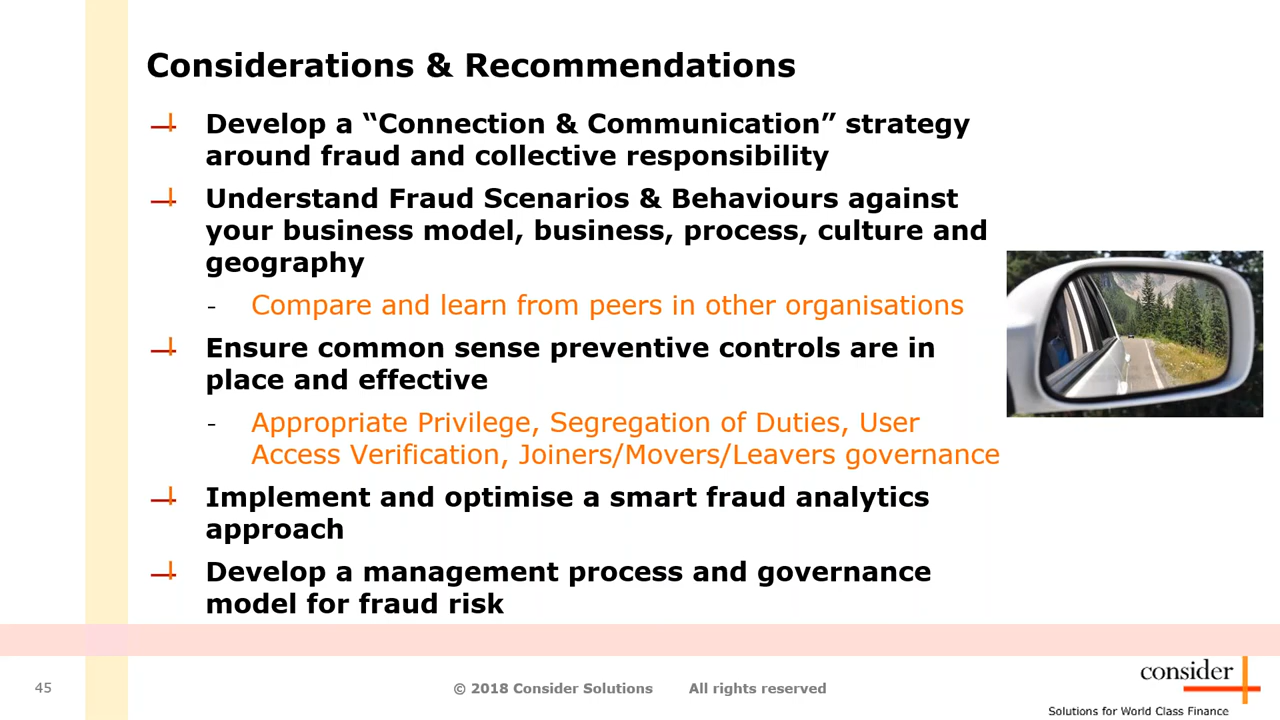 Considerations & Recommendations
Develop a “Connection & Communication” strategy
around fraud and collective responsibility
Understand Fraud Scenarios & Behaviours against
your business model, business, process, culture and
geography
- Compare and learn from peers in other organisations
Ensure common sense preventive controls are in
place and effective
- Appropriate Privilege, Segregation of Duties, User
Access Verification, Joiners/Movers/Leavers governance
Implement and optimise a smart fraud analytics
approach
Develop a management process and governance
model for fraud risk
45
© 2018 Consider Solutions All rights reserved
consider
Solutions for World Class Finance